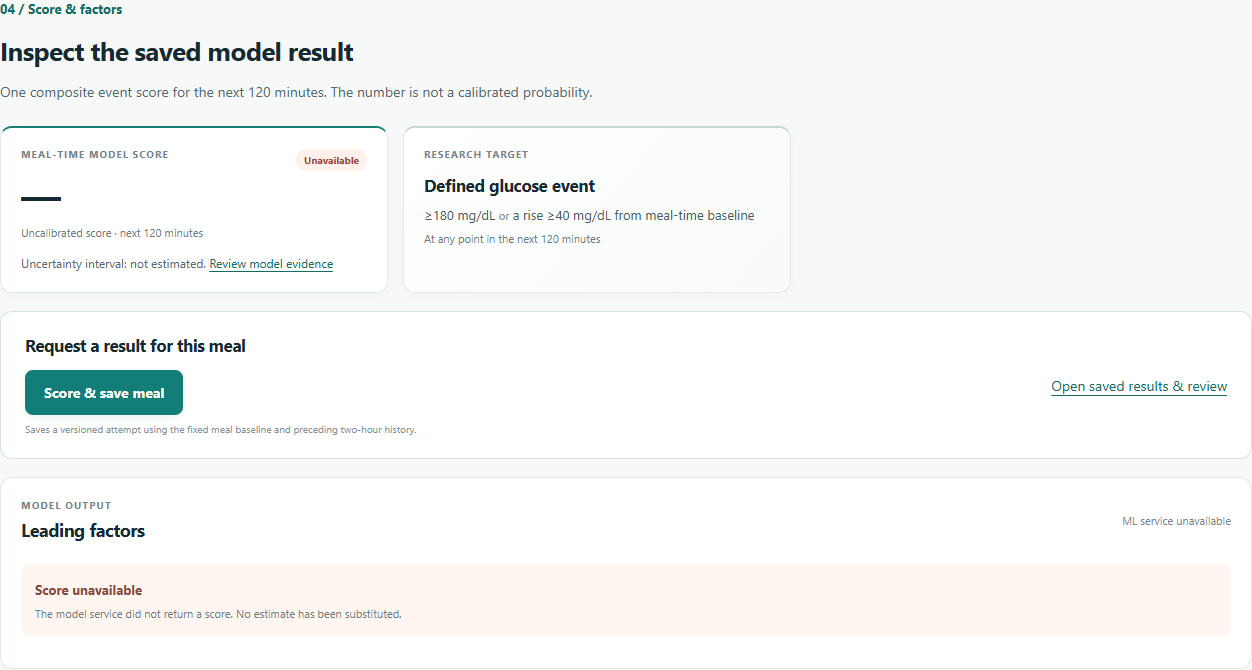 04 / Score & factors
Inspect the saved model result
One composite event score for the next 120 minutes. The number is not a calibrated probability.
MEAL-TIME MODEL SCORE
Unavailable
—
Uncalibrated score · next 120 minutes
Uncertainty interval: not estimated. Review model evidence
RESEARCH TARGET
Defined glucose event
≥180 mg/dL or a rise ≥40 mg/dL from meal-time baseline
At any point in the next 120 minutes
Request a result for this meal
Score & save meal
Open saved results & review
Saves a versioned attempt using the fixed meal baseline and preceding two-hour history.
MODEL OUTPUT
Leading factors
ML service unavailable
Score unavailable
The model service did not return a score. No estimate has been substituted.